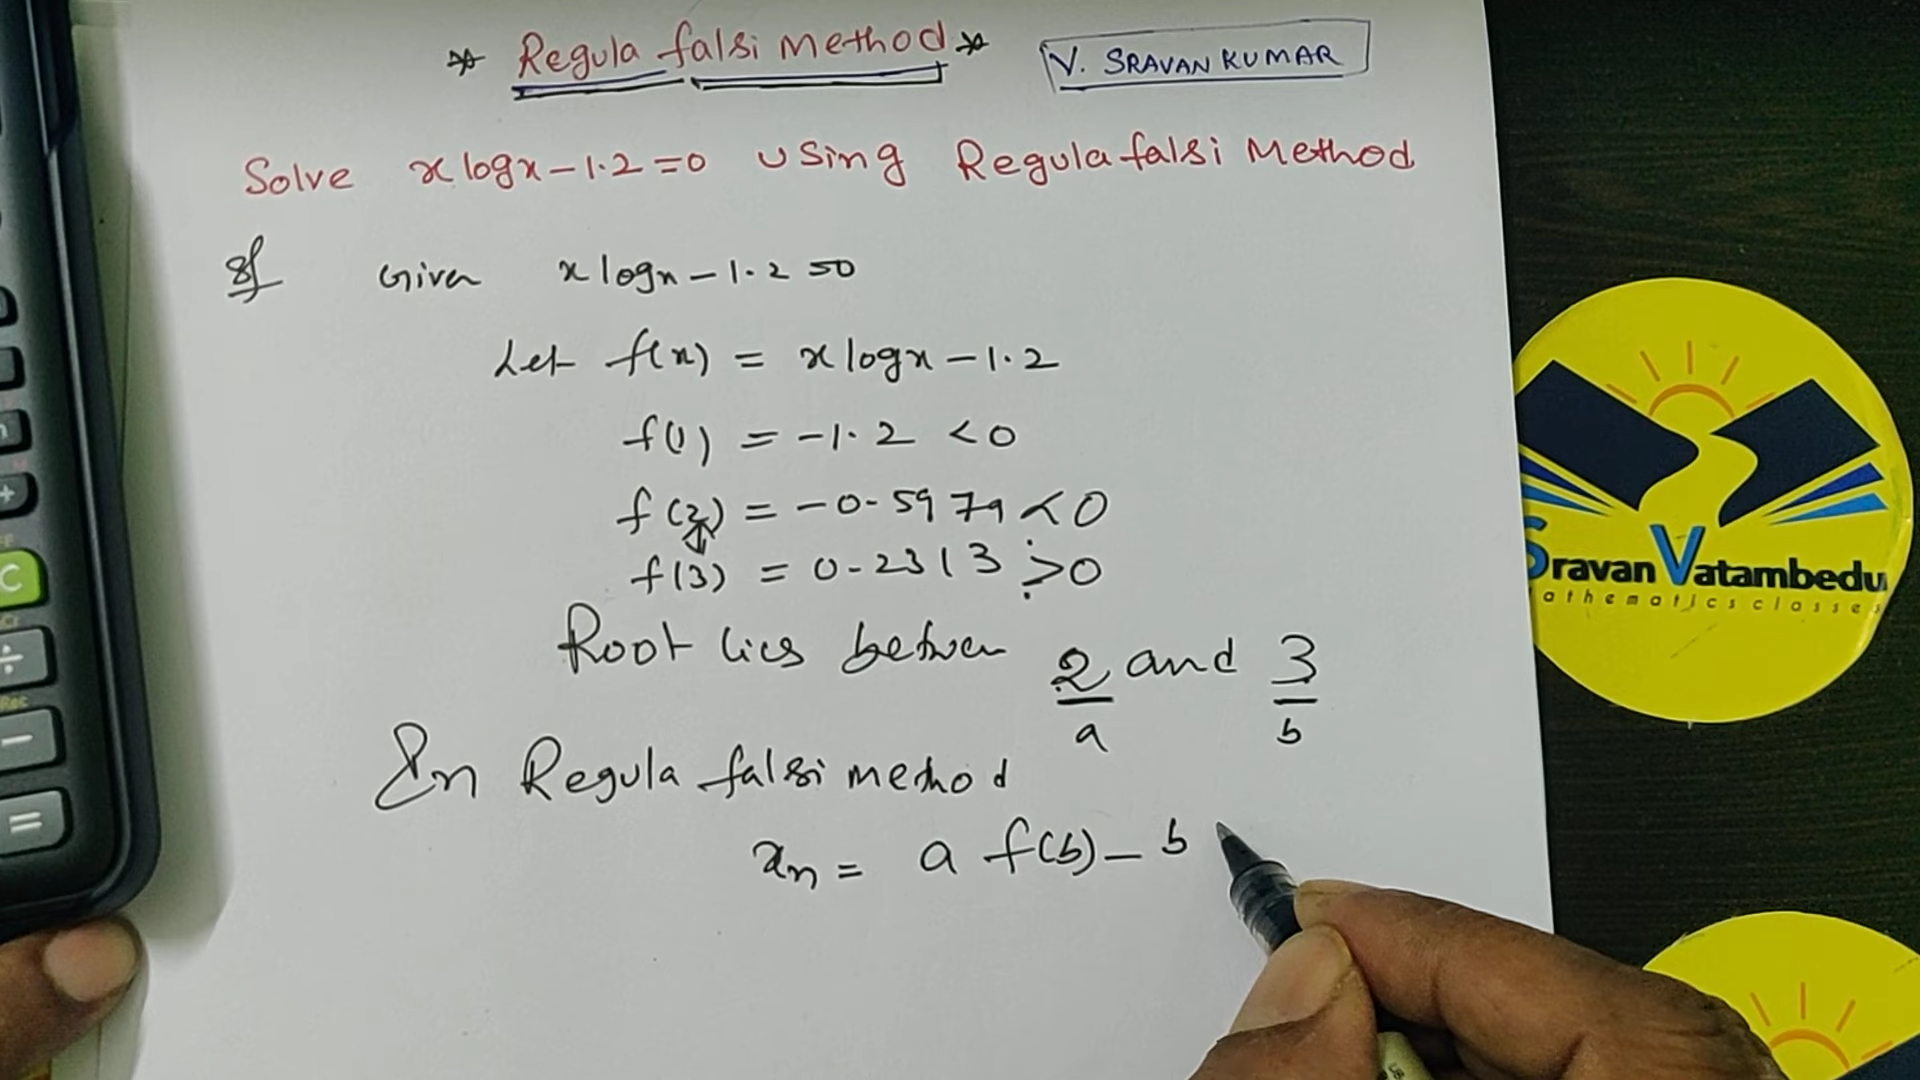 * Regula falsi Method *
V. SRAVAN KUMAR
Solve x log x - 1.2 = 0 using Regula falsi Method
Sol Given x log x - 1.2 = 0
Let f(x) = x log x - 1.2
f(1) = -1.2 < 0
f(2) = -0.5979 < 0
f(3) = 0.2313 > 0
Root lies between 2 and 3
a b
In Regula falsi method
xₙ = a f(b) - b
Sravan Vatambedu
Mathematics classes
C
÷
-
=
+